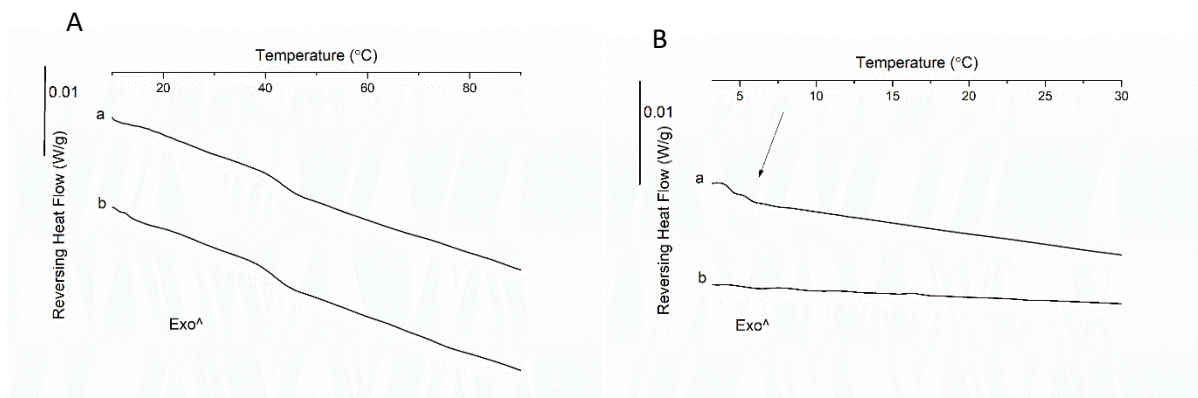 A
Temperature (°C)
20 40 60 80
0.01
Reversing Heat Flow (W/g)
a
b
Exo^
B
Temperature (°C)
5 10 15 20 25 30
0.01
Reversing Heat Flow (W/g)
a
b
Exo^